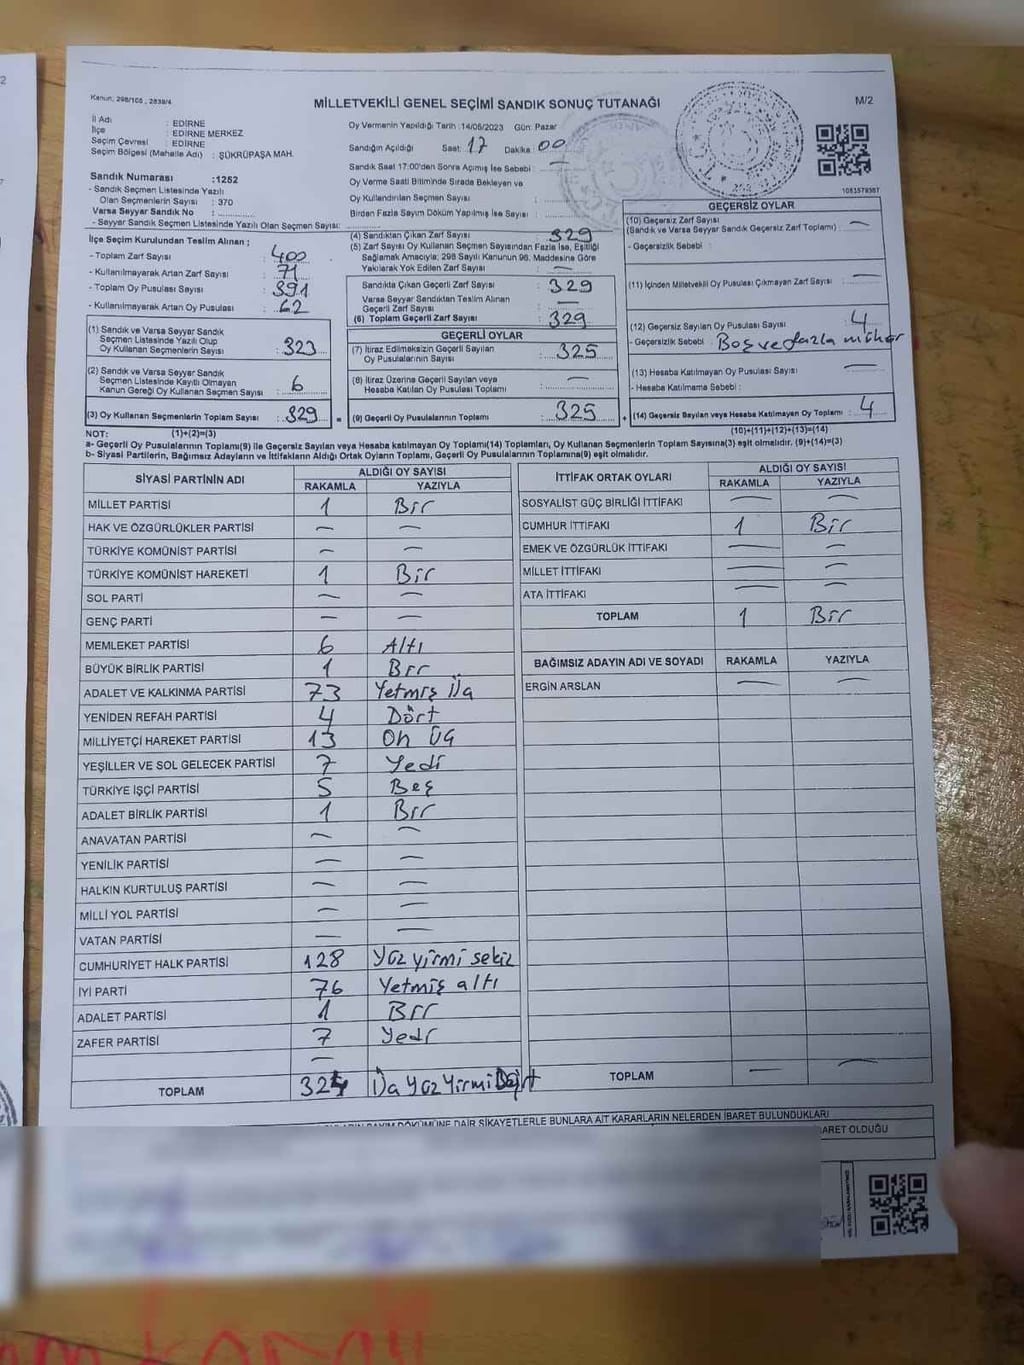 Kanun: 298/105 , 2839/4
MİLLETVEKİLİ GENEL SEÇİMİ SANDIK SONUÇ TUTANAĞI
M/2
İl Adı : EDİRNE
İlçe : EDİRNE MERKEZ
Seçim Çevresi : EDİRNE
Seçim Bölgesi (Mahalle Adı) : ŞÜKRÜPAŞA MAH.
Oy Vermenin Yapıldığı Tarih :14/05/2023 Gün: Pazar
Sandığın Açıldığı Saat: 17 Dakika: 00
Sandık Saat 17:00'den Sonra Açmış İse Sebebi : —
Oy Verme Saati Bitiminde Sırada Bekleyen ve
Oy Kullandırılan Seçmen Sayısı :
Birden Fazla Sayım Döküm Yapılmış İse Sayısı :
Sandık Numarası :1252
- Sandık Seçmen Listesinde Yazılı
Olan Seçmenlerin Sayısı : 370
Varsa Seyyar Sandık No :
- Seyyar Sandık Seçmen Listesinde Yazılı Olan Seçmen Sayısı:
İlçe Seçim Kurulundan Teslim Alınan ;
- Toplam Zarf Sayısı : 400
- Kullanılmayarak Artan Zarf Sayısı : 71
- Toplam Oy Pusulası Sayısı : 391
- Kullanılmayarak Artan Oy Pusulası : 62
(1) Sandık ve Varsa Seyyar Sandık
Seçmen Listesinde Yazılı Olup
Oy Kullanan Seçmenlerin Sayısı : 323
(2) Sandık ve Varsa Seyyar Sandık
Seçmen Listesinde Kayıtlı Olmayan
Kanun Gereği Oy Kullanan Seçmen Sayısı : 6
(3) Oy Kullanan Seçmenlerin Toplam Sayısı : 329
(4) Sandıktan Çıkan Zarf Sayısı : 329
(5) Zarf Sayısı Oy Kullanan Seçmen Sayısından Fazla İse, Eşitliği
Sağlamak Amacıyla, 298 Sayılı Kanunun 98. Maddesine Göre
Yakılarak Yok Edilen Zarf Sayısı : —
Sandıkta Çıkan Geçerli Zarf Sayısı : 329
Varsa Seyyar Sandıktan Teslim Alınan
Geçerli Zarf Sayısı : —
(6) Toplam Geçerli Zarf Sayısı : 329
GEÇERLİ OYLAR
(7) İtiraz Edilmeksizin Geçerli Sayılan
Oy Pusulalarının Sayısı : 325
(8) İtiraz Üzerine Geçerli Sayılan veya
Hesaba Katılan Oy Pusulası Toplamı : —
= (9) Geçerli Oy Pusulalarının Toplamı : 325
1083579387
GEÇERSİZ OYLAR
(10) Geçersiz Zarf Sayısı
(Sandık ve Varsa Seyyar Sandık Geçersiz Zarf Toplamı) : —
- Geçersizlik Sebebi :
(11) İçinden Milletvekili Oy Pusulası Çıkmayan Zarf Sayısı : —
(12) Geçersiz Sayılan Oy Pusulası Sayısı : 4
- Geçersizlik Sebebi : Boş ve fazla mühür
(13) Hesaba Katılmayan Oy Pusulası Sayısı : —
- Hesaba Katılmama Sebebi :
+ (14) Geçersiz Sayılan veya Hesaba Katılmayan Oy Toplamı : 4
NOT: (1)+(2)=(3)
(10)+(11)+(12)+(13)=(14)
a- Geçerli Oy Pusulalarının Toplamı(9) ile Geçersiz Sayılan veya Hesaba katılmayan Oy Toplamı(14) Toplamları, Oy Kullanan Seçmenlerin Toplam Sayısına(3) eşit olmalıdır. (9)+(14)=(3)
b- Siyasi Partilerin, Bağımsız Adayların ve İttifakların Aldığı Ortak Oyların Toplamı, Geçerli Oy Pusulalarının Toplamına(9) eşit olmalıdır.
SİYASİ PARTİNİN ADI ALDIĞI OY SAYISI
RAKAMLA YAZIYLA
MİLLET PARTİSİ 1 Bir
HAK VE ÖZGÜRLÜKLER PARTİSİ — —
TÜRKİYE KOMÜNİST PARTİSİ — —
TÜRKİYE KOMÜNİST HAREKETİ 1 Bir
SOL PARTİ — —
GENÇ PARTİ — —
MEMLEKET PARTİSİ 6 Altı
BÜYÜK BİRLİK PARTİSİ 1 Bir
ADALET VE KALKINMA PARTİSİ 73 Yetmiş Üç
YENİDEN REFAH PARTİSİ 4 Dört
MİLLİYETÇİ HAREKET PARTİSİ 13 On Üç
YEŞİLLER VE SOL GELECEK PARTİSİ 7 Yedi
TÜRKİYE İŞÇİ PARTİSİ 5 Beş
ADALET BİRLİK PARTİSİ 1 Bir
ANAVATAN PARTİSİ — —
YENİLİK PARTİSİ — —
HALKIN KURTULUŞ PARTİSİ — —
MİLLİ YOL PARTİSİ — —
VATAN PARTİSİ — —
CUMHURİYET HALK PARTİSİ 128 Yüz yirmi sekiz
İYİ PARTİ 76 Yetmiş altı
ADALET PARTİSİ 1 Bir
ZAFER PARTİSİ 7 Yedi
—
TOPLAM 324 Üç Yüz Yirmi
İTTİFAK ORTAK OYLARI ALDIĞI OY SAYISI
RAKAMLA YAZIYLA
SOSYALİST GÜÇ BİRLİĞİ İTTİFAKI — —
CUMHUR İTTİFAKI 1 Bir
EMEK VE ÖZGÜRLÜK İTTİFAKI — —
MİLLET İTTİFAKI — —
ATA İTTİFAKI — —
TOPLAM 1 Bir
BAĞIMSIZ ADAYIN ADI VE SOYADI RAKAMLA YAZIYLA
ERGİN ARSLAN — —
TOPLAM — —
DÖKÜMÜNE DAİR ŞİKAYETLERLE BUNLARA AİT KARARLARIN NELERDEN İBARET BULUNDUKLARI
BARET OLDUĞU